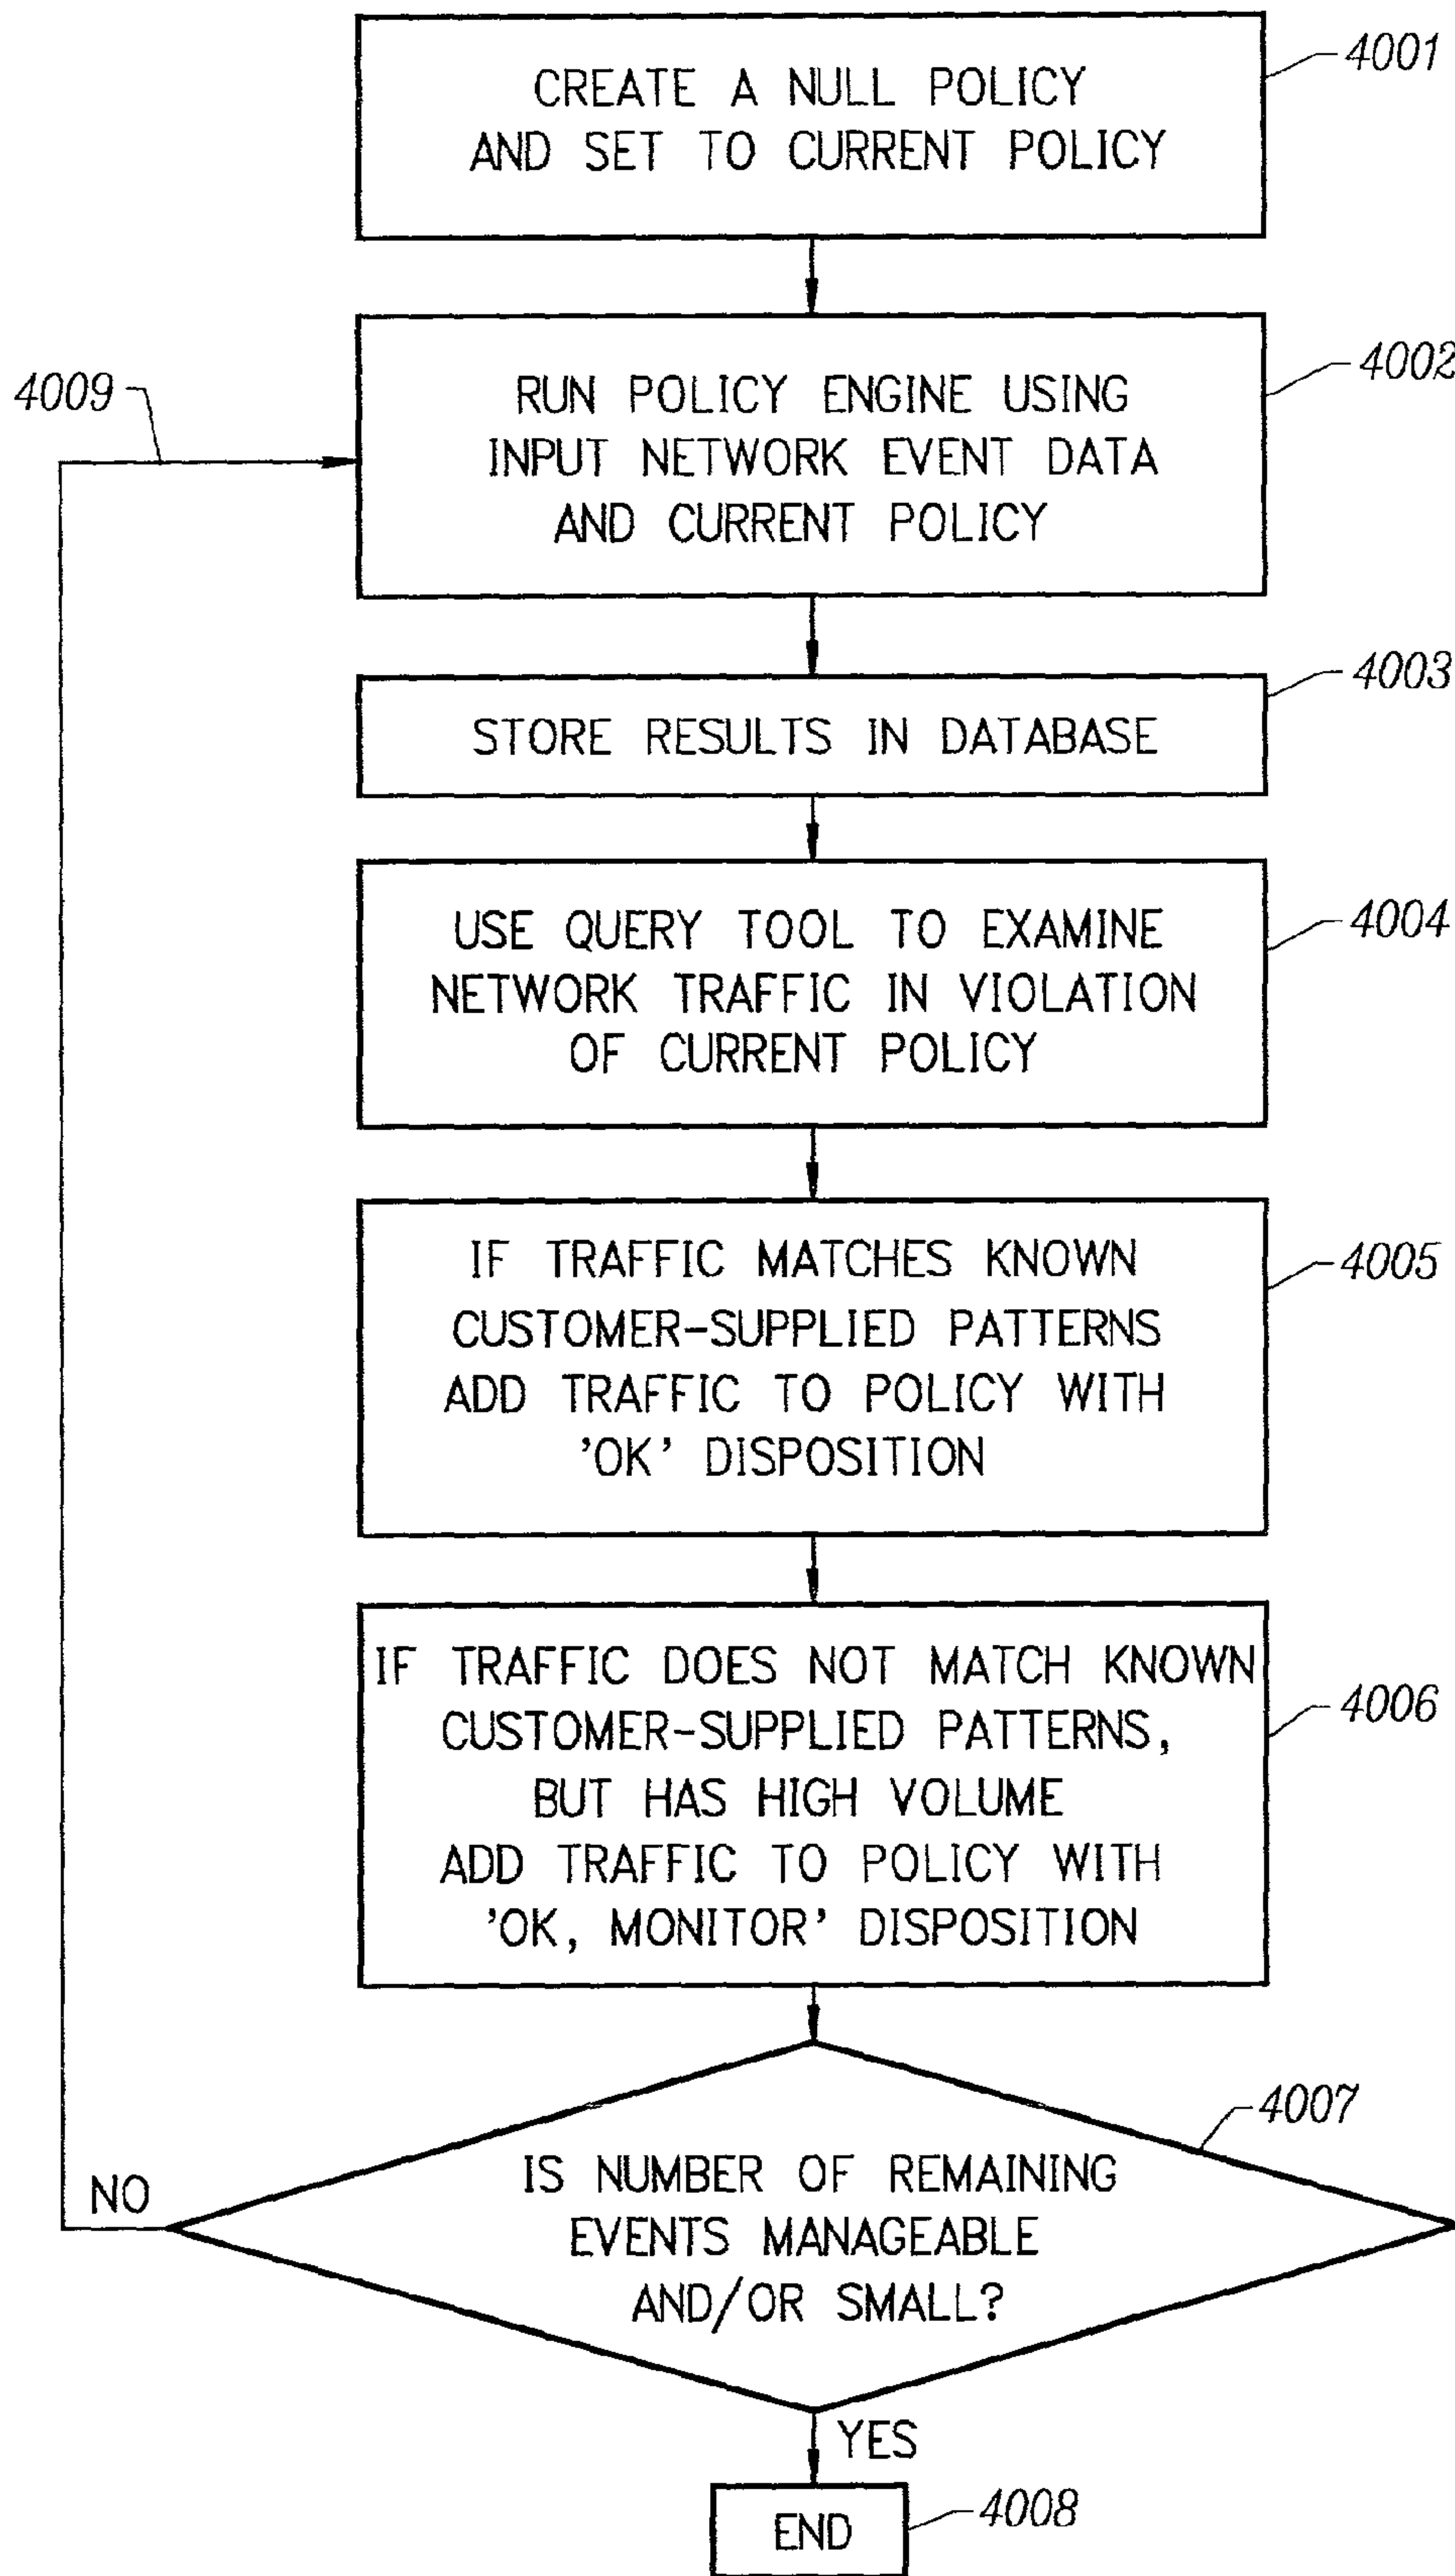 CREATE A NULL POLICY
AND SET TO CURRENT POLICY
4001
RUN POLICY ENGINE USING
INPUT NETWORK EVENT DATA
AND CURRENT POLICY
4002
4009
STORE RESULTS IN DATABASE
4003
USE QUERY TOOL TO EXAMINE
NETWORK TRAFFIC IN VIOLATION
OF CURRENT POLICY
4004
IF TRAFFIC MATCHES KNOWN
CUSTOMER-SUPPLIED PATTERNS
ADD TRAFFIC TO POLICY WITH
'OK' DISPOSITION
4005
IF TRAFFIC DOES NOT MATCH KNOWN
CUSTOMER-SUPPLIED PATTERNS,
BUT HAS HIGH VOLUME
ADD TRAFFIC TO POLICY WITH
'OK, MONITOR' DISPOSITION
4006
IS NUMBER OF REMAINING
EVENTS MANAGEABLE
AND/OR SMALL?
4007
NO
YES
END
4008